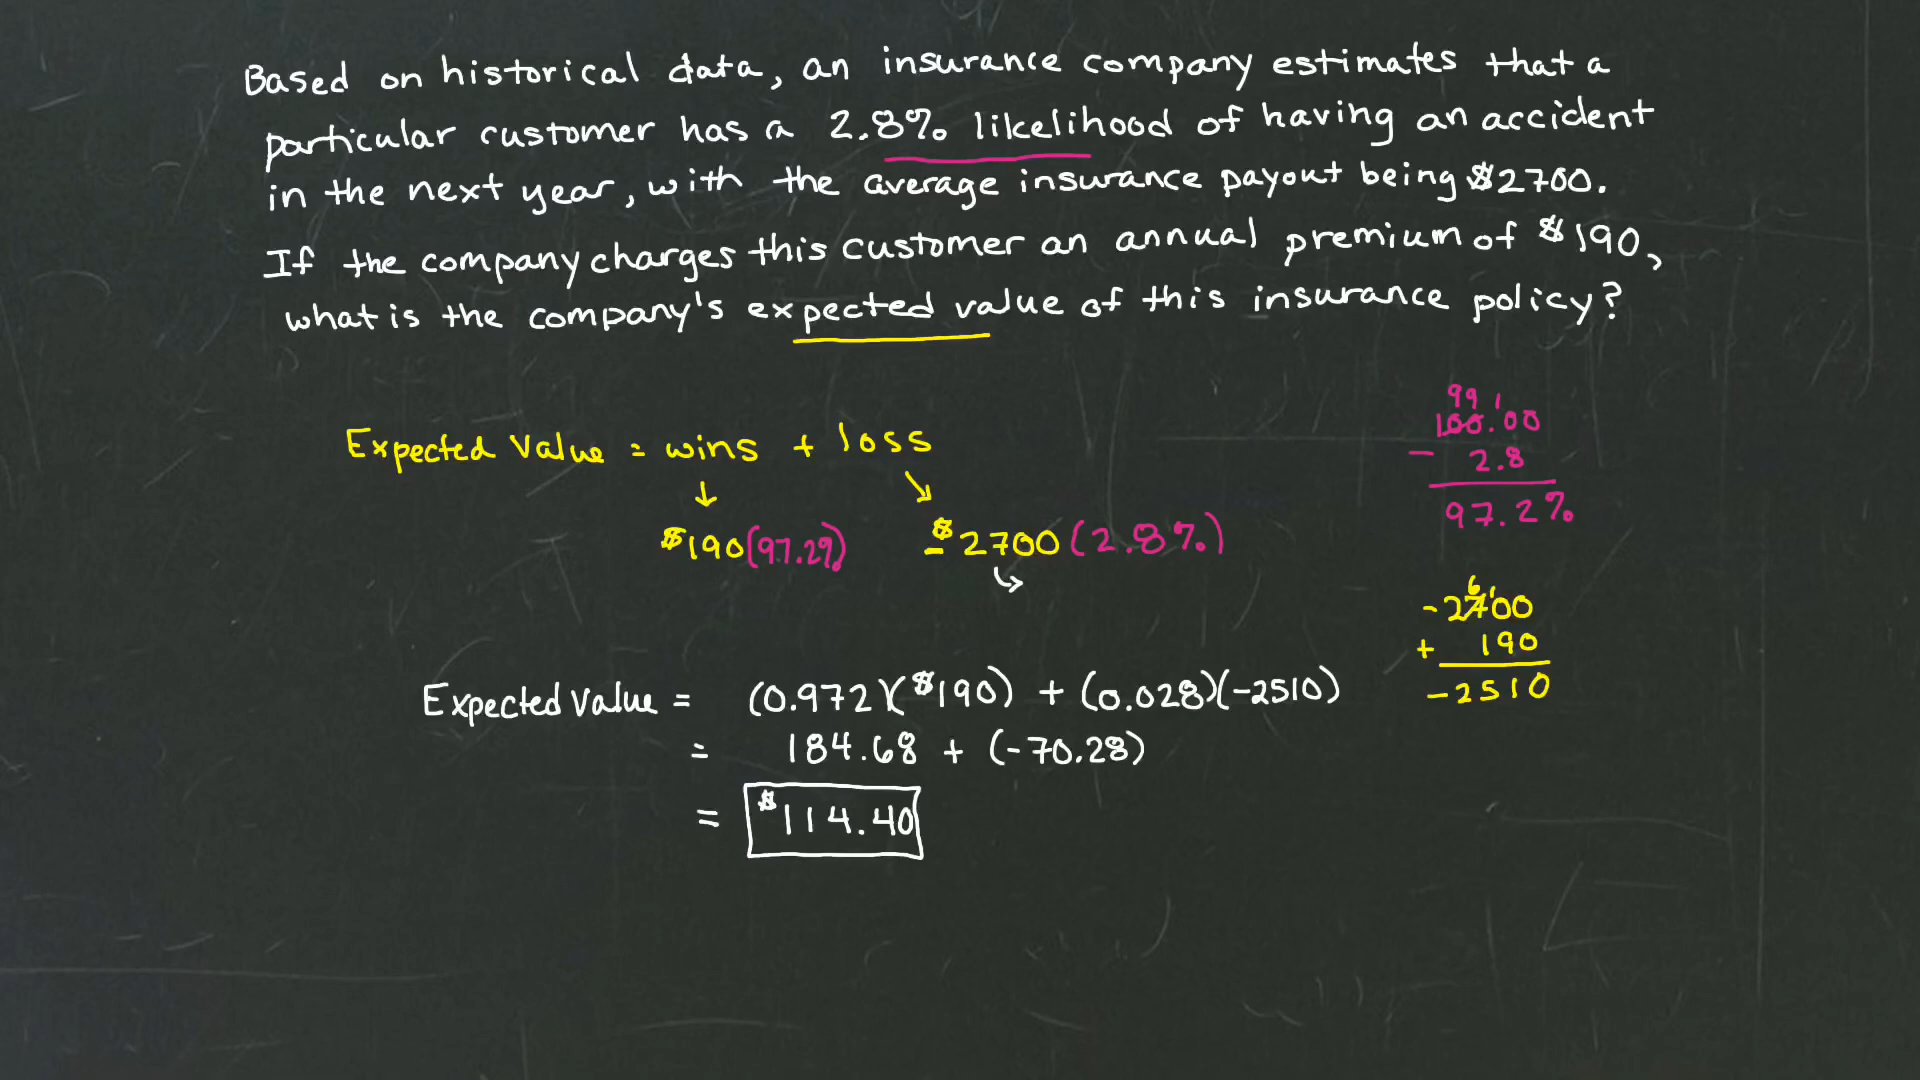 Based on historical data, an insurance company estimates that a
particular customer has a 2.8% likelihood of having an accident
in the next year, with the average insurance payout being $2700.
If the company charges this customer an annual premium of $190,
what is the company's expected value of this insurance policy?
Expected Value = wins + loss
↓ ↘
$190(97.2%) -$2700(2.8%)
↳
99 1
100.00
- 2.8
97.2%
6 1
-2700
+ 190
-2510
Expected Value = (0.972)($190) + (0.028)(-2510)
= 184.68 + (-70.28)
= $114.40